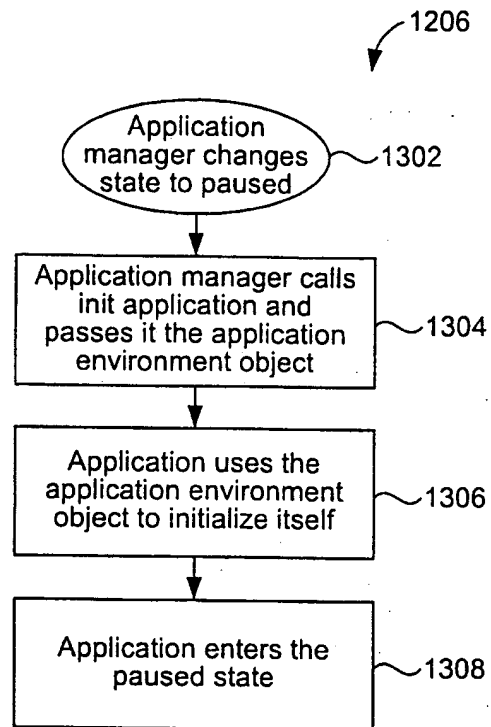 1206
Application
manager changes
state to paused
1302
Application manager calls
init application and
passes it the application
environment object
1304
Application uses the
application environment
object to initialize itself
1306
Application enters the
paused state
1308